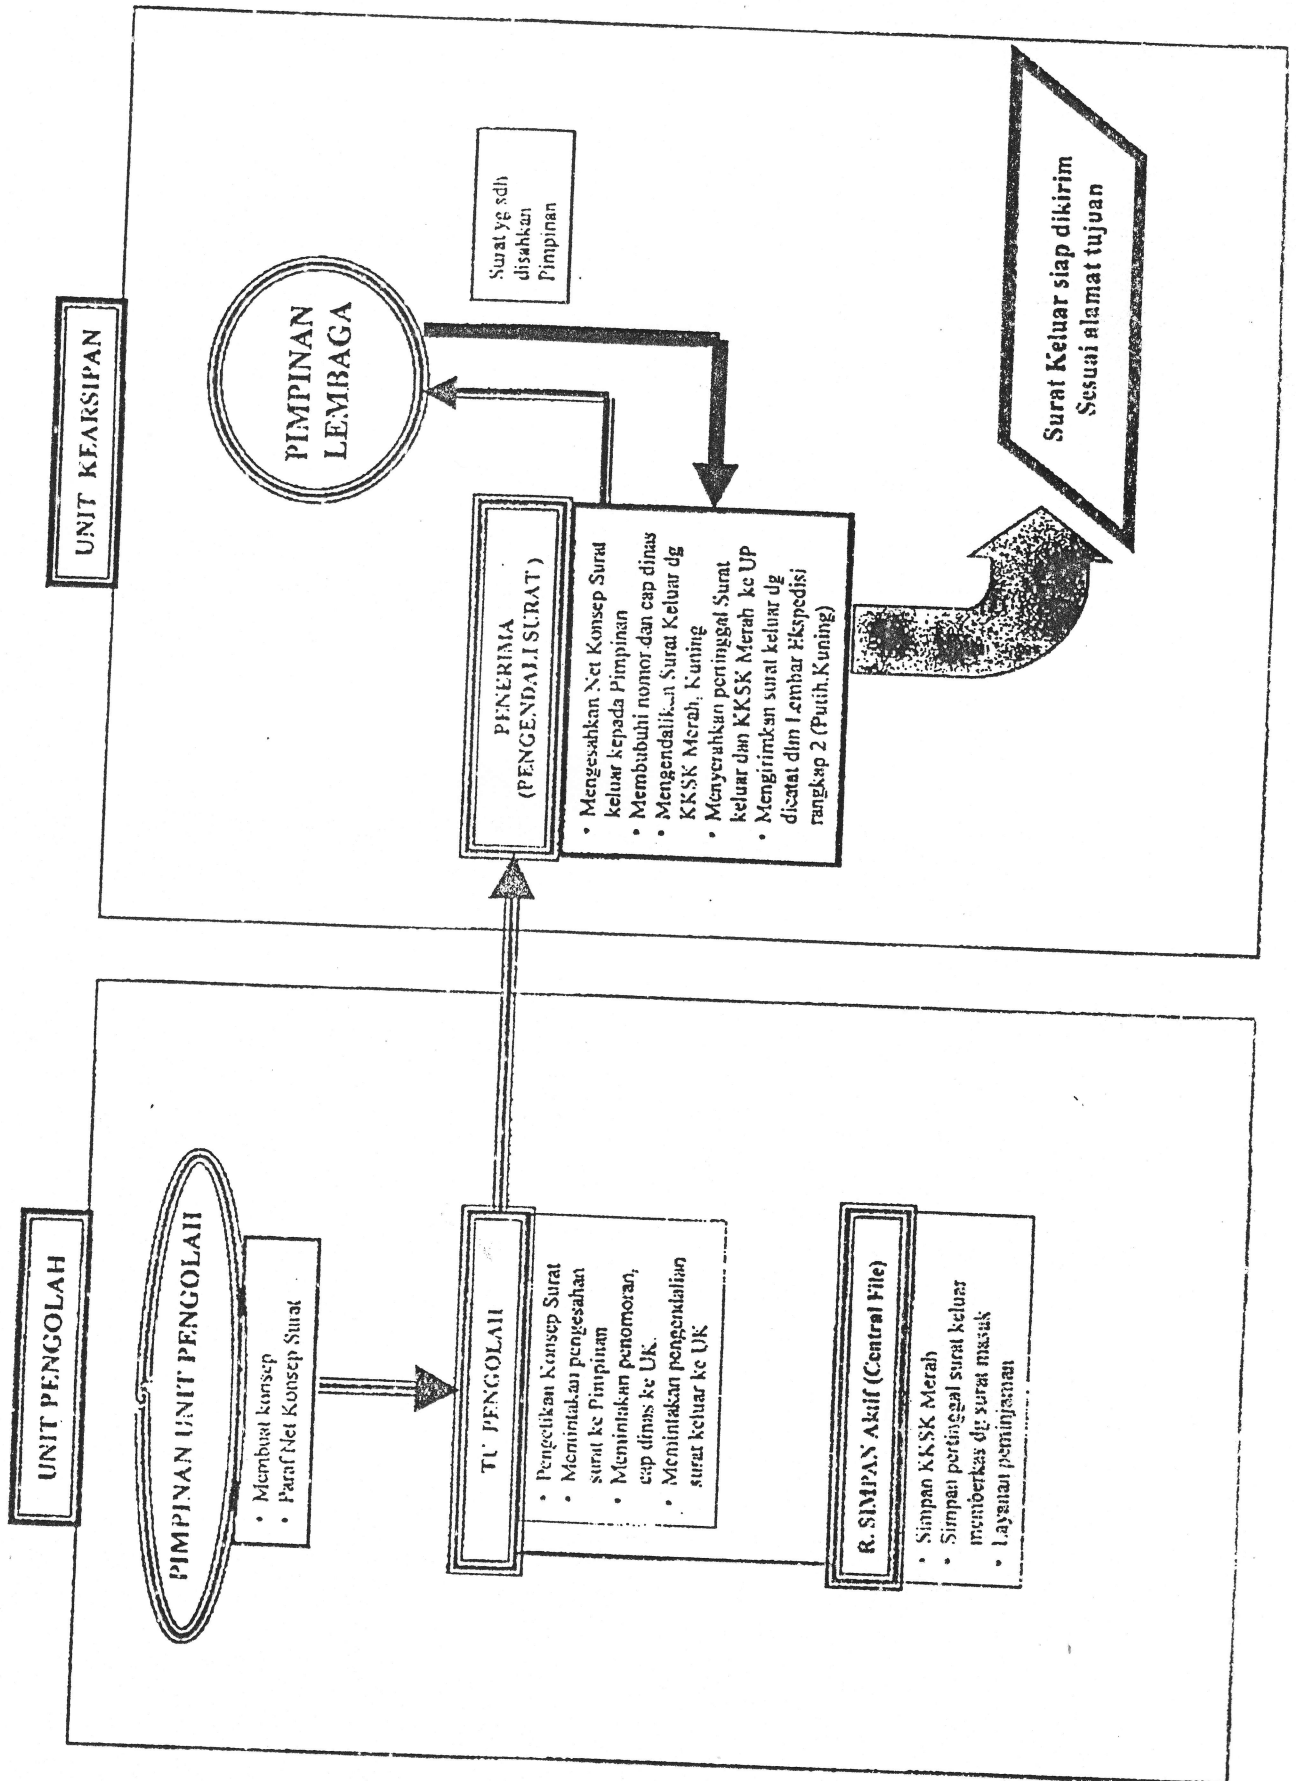 UNIT PENGOLAH
PIMPINAN UNIT PENGOLAH
• Membuat konsep
• Paraf Net Konsep Surat
TU PENGOLAH
• Pengetikan Konsep Surat
• Memintakan pengesahan
surat ke Pimpinan
• Memintakan penomoran,
cap dinas ke UK.
• Memintakan pengendalian
surat keluar ke UK
R. SIMPAN Aktif (Central File)
• Simpan KKSK Merah
• Simpan pertinggal surat keluar
memberkas dg surat masuk
• Layanan peminjaman
UNIT KEARSIPAN
PIMPINAN
LEMBAGA
Surat yg sdh
disahkan
Pimpinan
PENERIMA
(PENGENDALI SURAT)
• Mengesahkan Net Konsep Surat
keluar kepada Pimpinan
• Membubuhi nomor dan cap dinas
• Mengendalikan Surat Keluar dg
KKSK Merah, Kuning
• Menyerahkan pertinggal Surat
keluar dan KKSK Merah ke UP
• Mengirimkan surat keluar dg
dicatat dlm Lembar Ekspedisi
rangkap 2 (Putih,Kuning)
Surat Keluar siap dikirim
Sesuai alamat tujuan